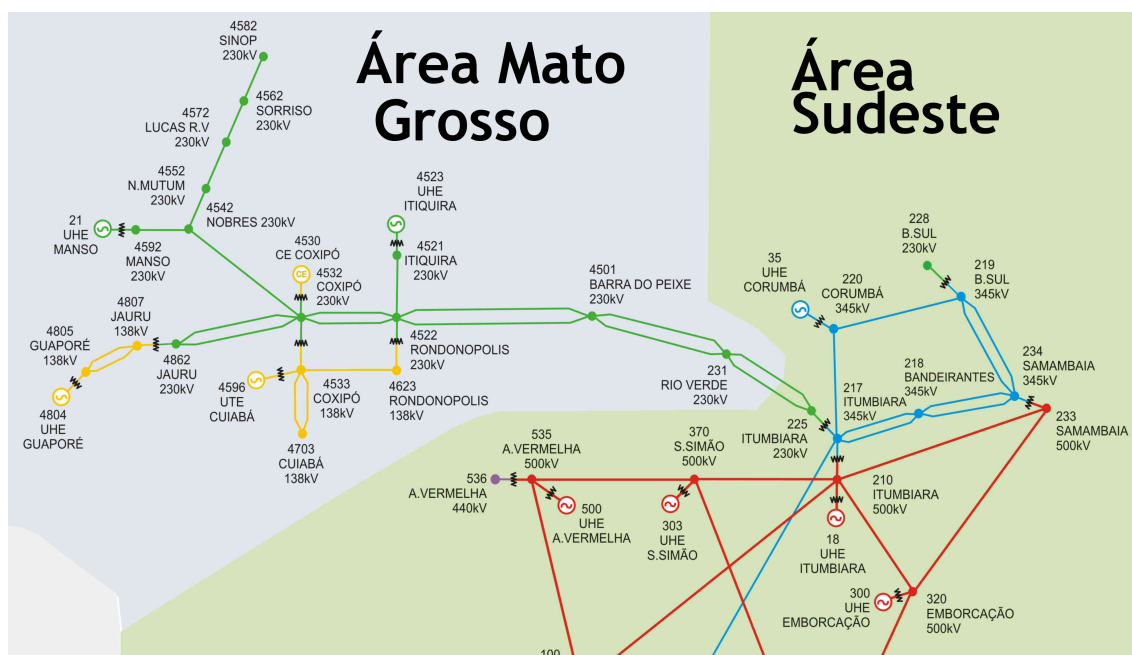 Área Mato
Grosso
Área
Sudeste
4582
SINOP
230kV
4562
SORRISO
230kV
4572
LUCAS R.V
230kV
4552
N.MUTUM
230kV
4542
NOBRES 230kV
21
UHE
MANSO
4592
MANSO
230kV
4523
UHE
ITIQUIRA
4521
ITIQUIRA
230kV
4530
CE COXIPÓ
CE
4532
COXIPÓ
230kV
4501
BARRA DO PEIXE
230kV
4807
JAURU
138kV
4805
GUAPORÉ
138kV
4804
UHE
GUAPORÉ
4862
JAURU
230kV
4522
RONDONOPOLIS
230kV
4596
UTE
CUIABÁ
4533
COXIPÓ
138kV
4623
RONDONOPOLIS
138kV
4703
CUIABÁ
138kV
231
RIO VERDE
230kV
225
ITUMBIARA
230kV
228
B.SUL
230kV
219
B.SUL
345kV
35
UHE
CORUMBÁ
220
CORUMBÁ
345kV
218
BANDEIRANTES
345kV
234
SAMAMBAIA
345kV
217
ITUMBIARA
345kV
233
SAMAMBAIA
500kV
535
A.VERMELHA
500kV
370
S.SIMÃO
500kV
536
A.VERMELHA
440kV
500
UHE
A.VERMELHA
303
UHE
S.SIMÃO
210
ITUMBIARA
500kV
18
UHE
ITUMBIARA
300
UHE
EMBORCAÇÃO
320
EMBORCAÇÃO
500kV
100